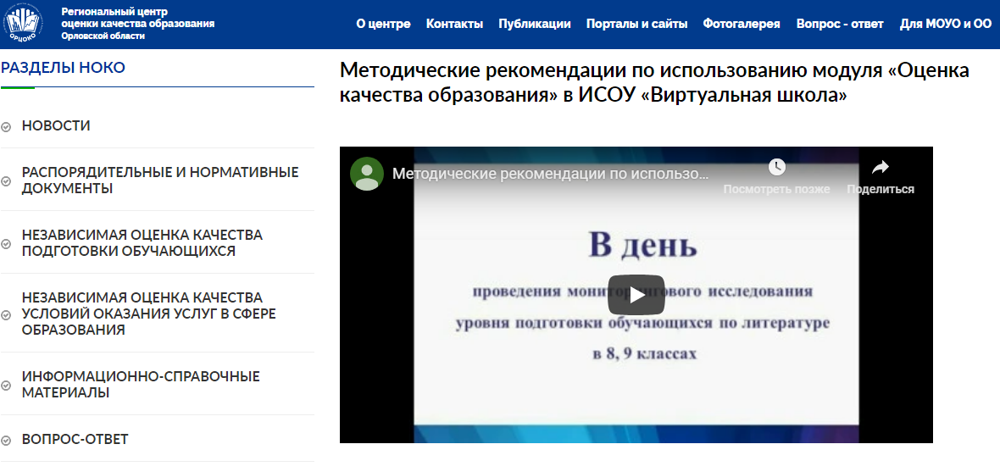 ОРЦОКО
Региональный центр
оценки качества образования
Орловской области
О центре
Контакты
Публикации
Порталы и сайты
Фотогалерея
Вопрос - ответ
Для МОУО и ОО
РАЗДЕЛЫ НОКО
НОВОСТИ
РАСПОРЯДИТЕЛЬНЫЕ И НОРМАТИВНЫЕ
ДОКУМЕНТЫ
НЕЗАВИСИМАЯ ОЦЕНКА КАЧЕСТВА
ПОДГОТОВКИ ОБУЧАЮЩИХСЯ
НЕЗАВИСИМАЯ ОЦЕНКА КАЧЕСТВА
УСЛОВИЙ ОКАЗАНИЯ УСЛУГ В СФЕРЕ
ОБРАЗОВАНИЯ
ИНФОРМАЦИОННО-СПРАВОЧНЫЕ
МАТЕРИАЛЫ
ВОПРОС-ОТВЕТ
Методические рекомендации по использованию модуля «Оценка
качества образования» в ИСОУ «Виртуальная школа»
Методические рекомендации по использо...
Посмотреть позже
Поделиться
В день
проведения мониторингового исследования
уровня подготовки обучающихся по литературе
в 8, 9 классах